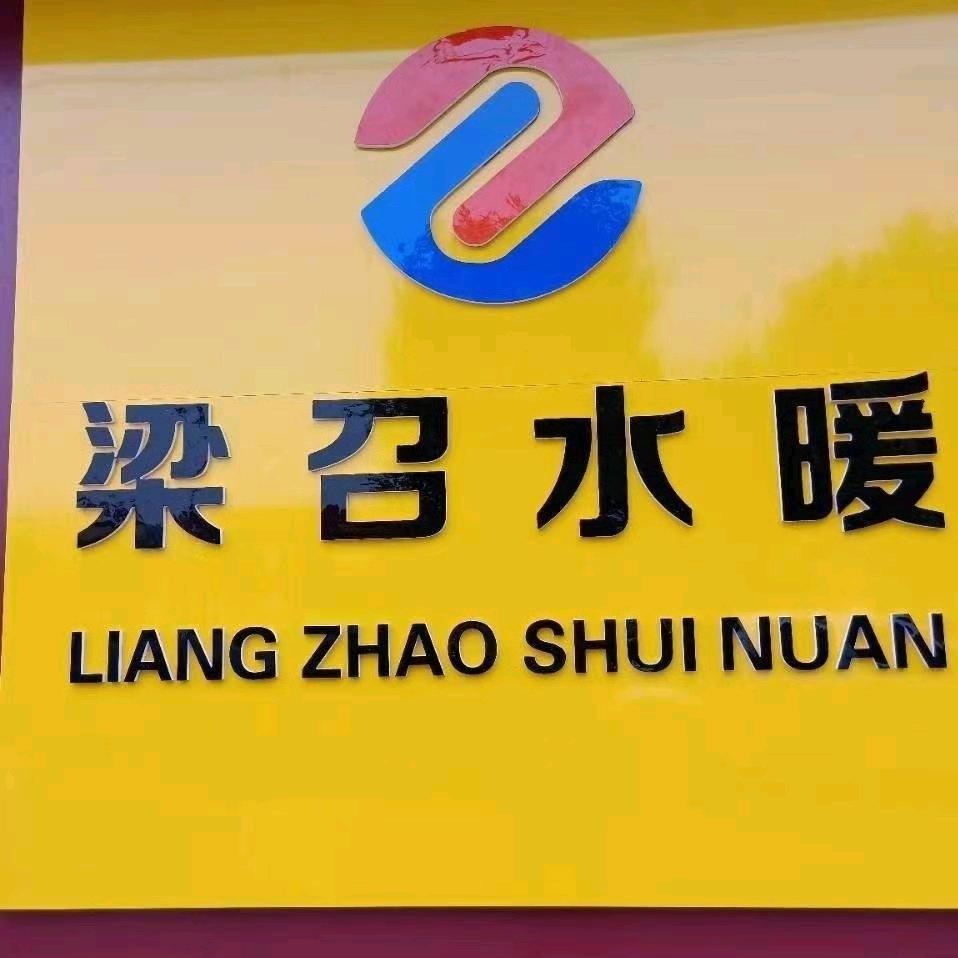 梁召水暖
LIANG ZHAO SHUI NUAN